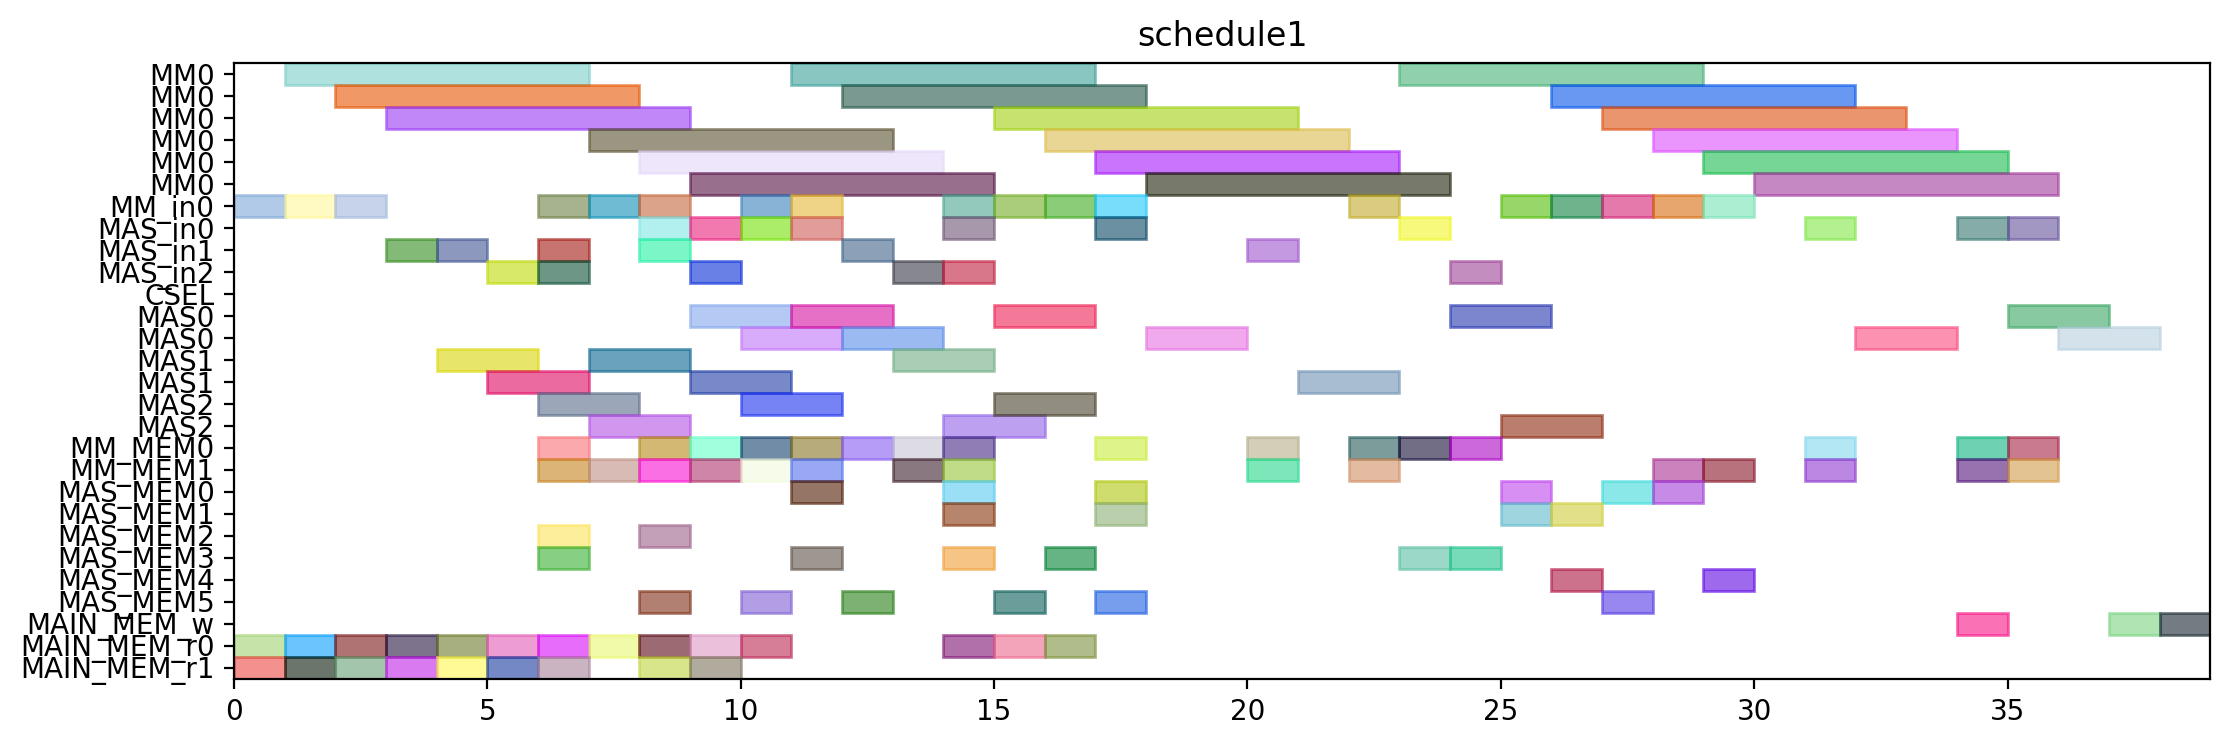 schedule1
MM0
MM0
MM0
MM0
MM0
MM0
MM_in0
MAS_in0
MAS_in1
MAS_in2
CSEL
MAS0
MAS0
MAS1
MAS1
MAS2
MAS2
MM_MEM0
MM_MEM1
MAS_MEM0
MAS_MEM1
MAS_MEM2
MAS_MEM3
MAS_MEM4
MAS_MEM5
MAIN_MEM_w
MAIN_MEM_r0
MAIN_MEM_r1
0 5 10 15 20 25 30 35